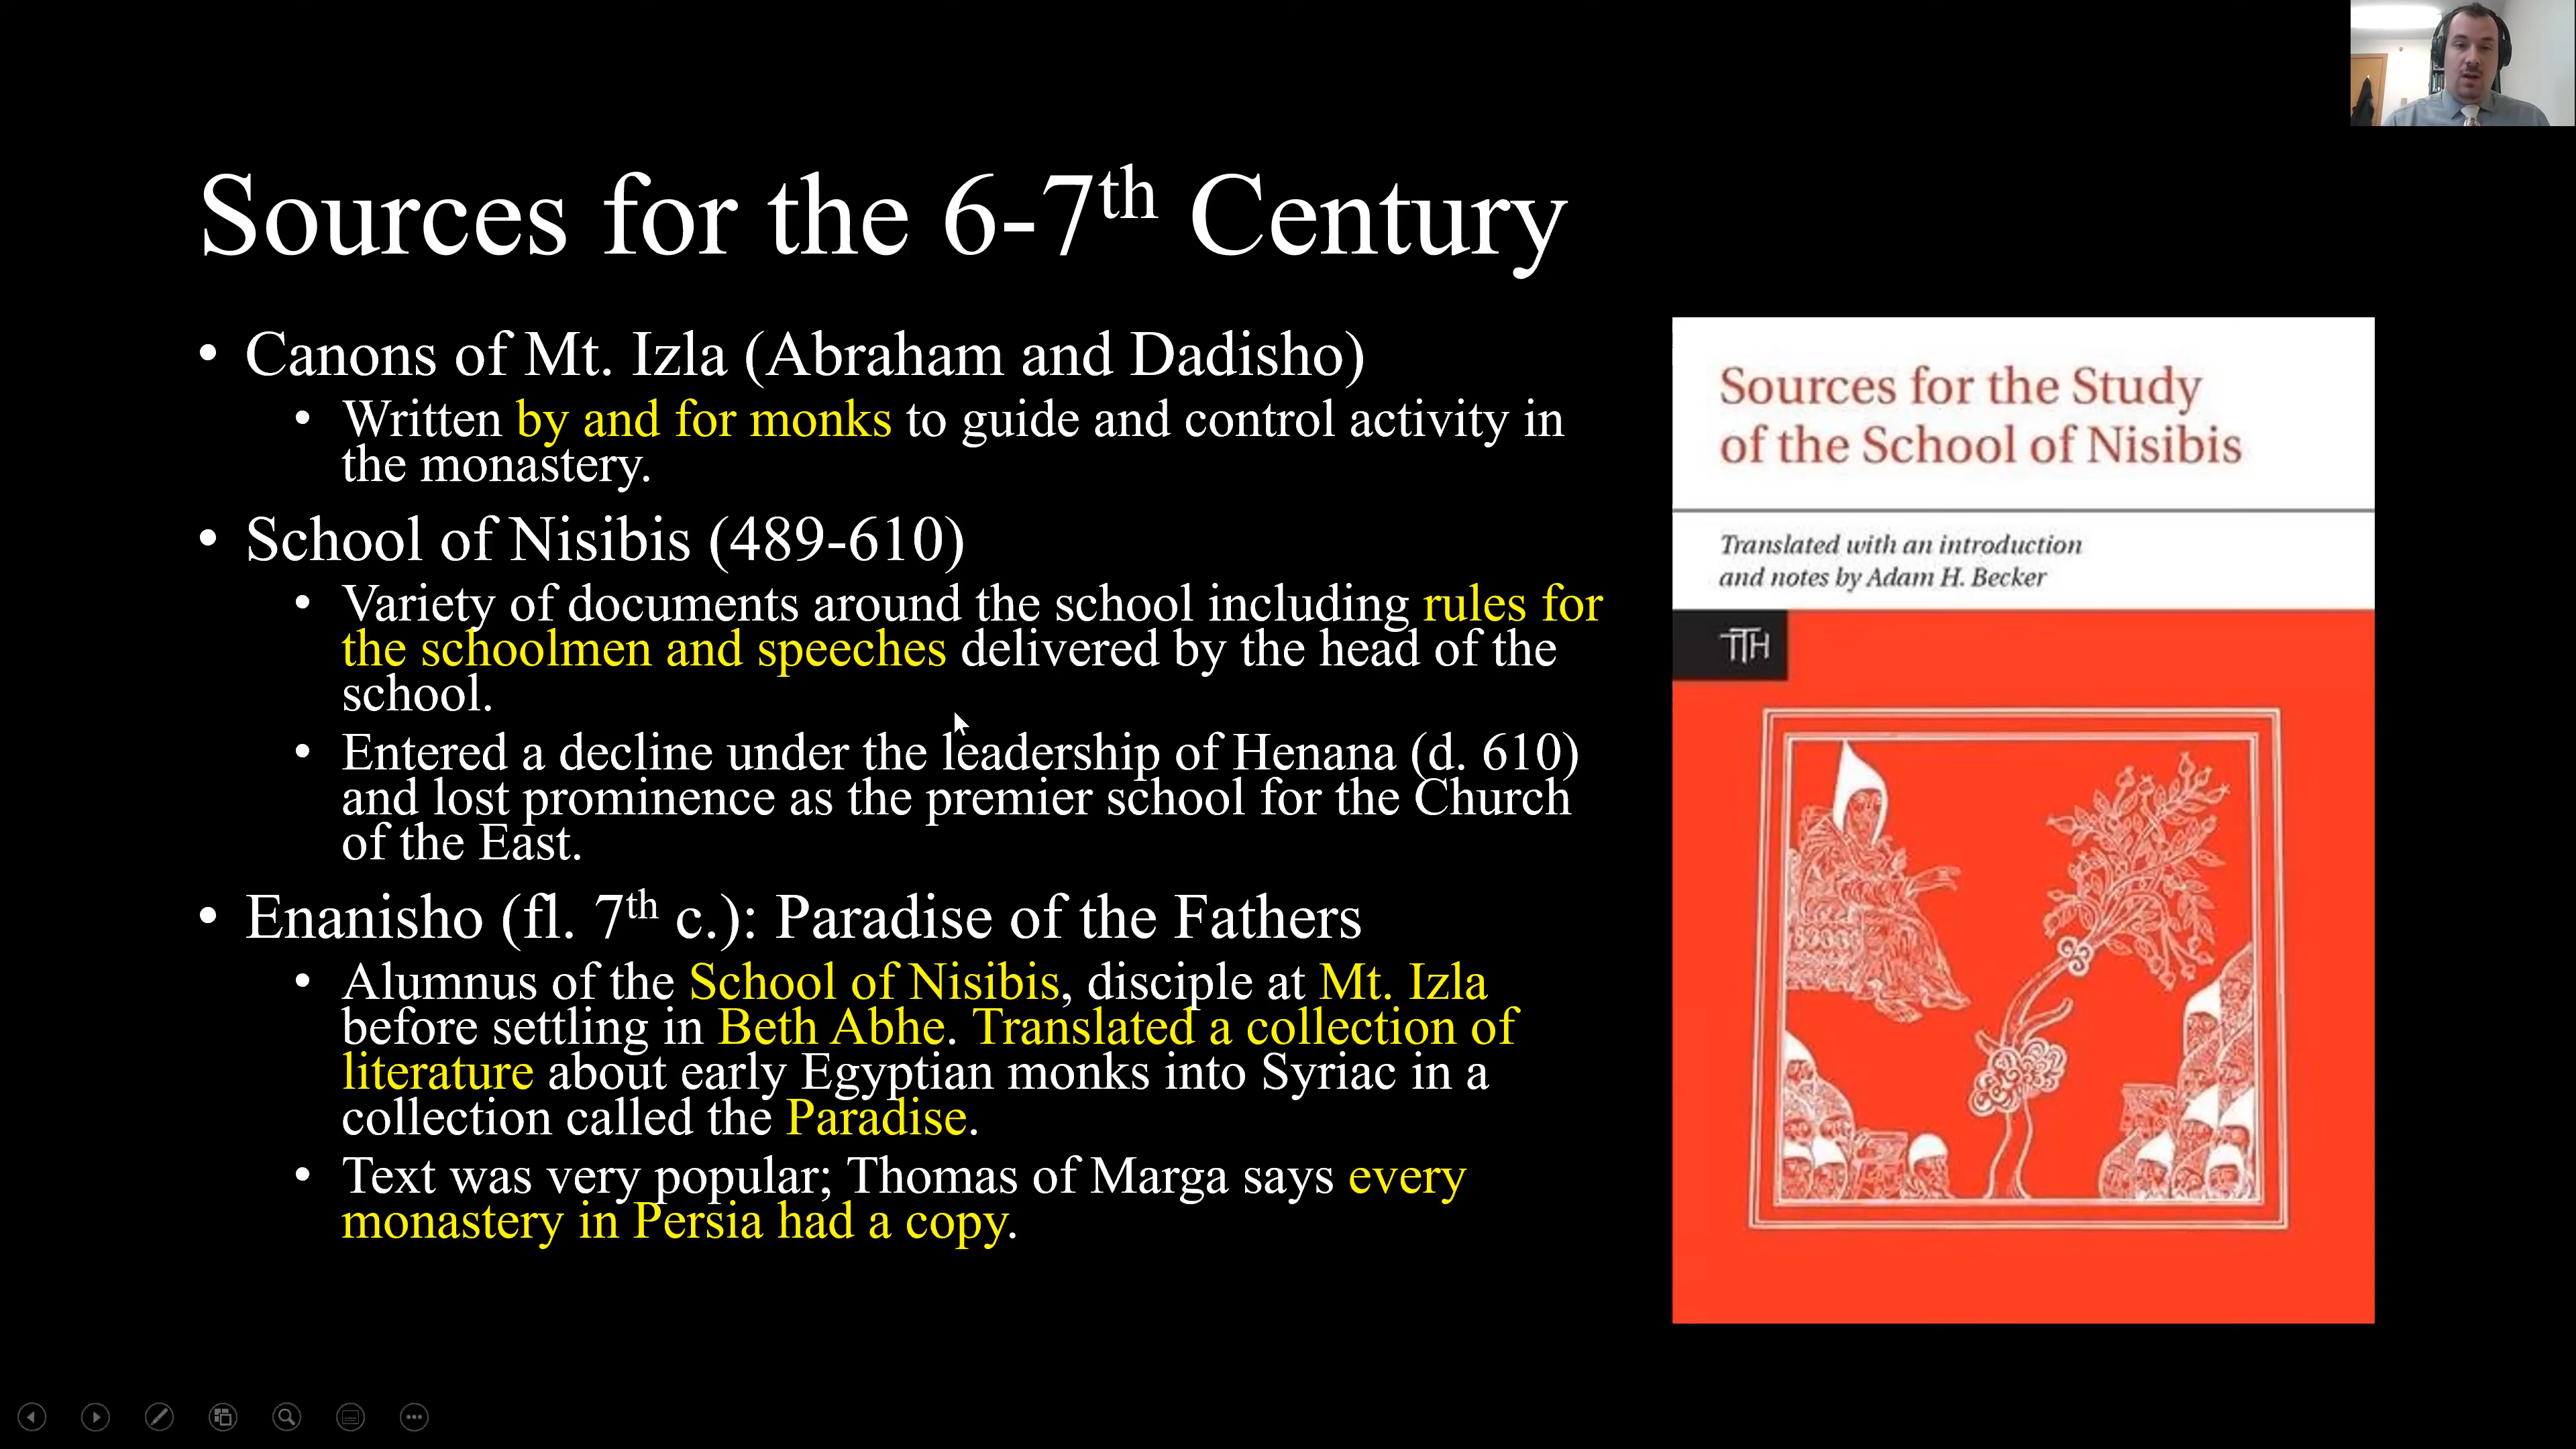 Sources for the 6-7th Century
• Canons of Mt. Izla (Abraham and Dadisho)
• Written by and for monks to guide and control activity in
the monastery.
• School of Nisibis (489-610)
• Variety of documents around the school including rules for
the schoolmen and speeches delivered by the head of the
school.
• Entered a decline under the leadership of Henana (d. 610)
and lost prominence as the premier school for the Church
of the East.
• Enanisho (fl. 7th c.): Paradise of the Fathers
• Alumnus of the School of Nisibis, disciple at Mt. Izla
before settling in Beth Abhe. Translated a collection of
literature about early Egyptian monks into Syriac in a
collection called the Paradise.
• Text was very popular; Thomas of Marga says every
monastery in Persia had a copy.
Sources for the Study
of the School of Nisibis
Translated with an introduction
and notes by Adam H. Becker
TTH